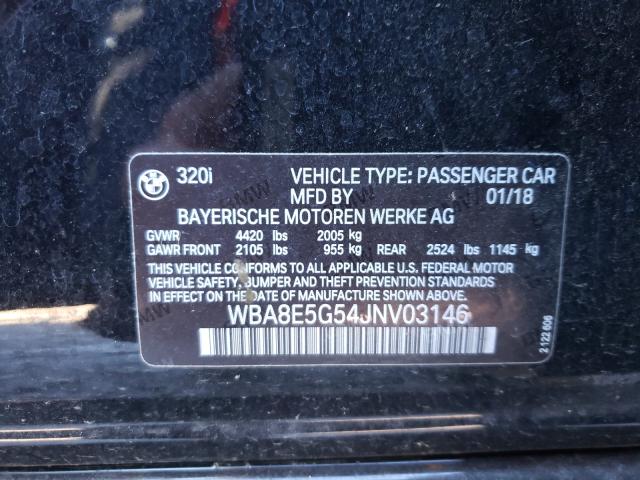 320i VEHICLE TYPE: PASSENGER CAR
MFD BY 01/18
BAYERISCHE MOTOREN WERKE AG
GVWR 4420 lbs 2005 kg
GAWR FRONT 2105 lbs 955 kg REAR 2524 lbs 1145 kg
THIS VEHICLE CONFORMS TO ALL APPLICABLE U.S. FEDERAL MOTOR
VEHICLE SAFETY, BUMPER AND THEFT PREVENTION STANDARDS
IN EFFECT ON THE DATE OF MANUFACTURE SHOWN ABOVE.
WBA8E5G54JNV03146
2 122 606